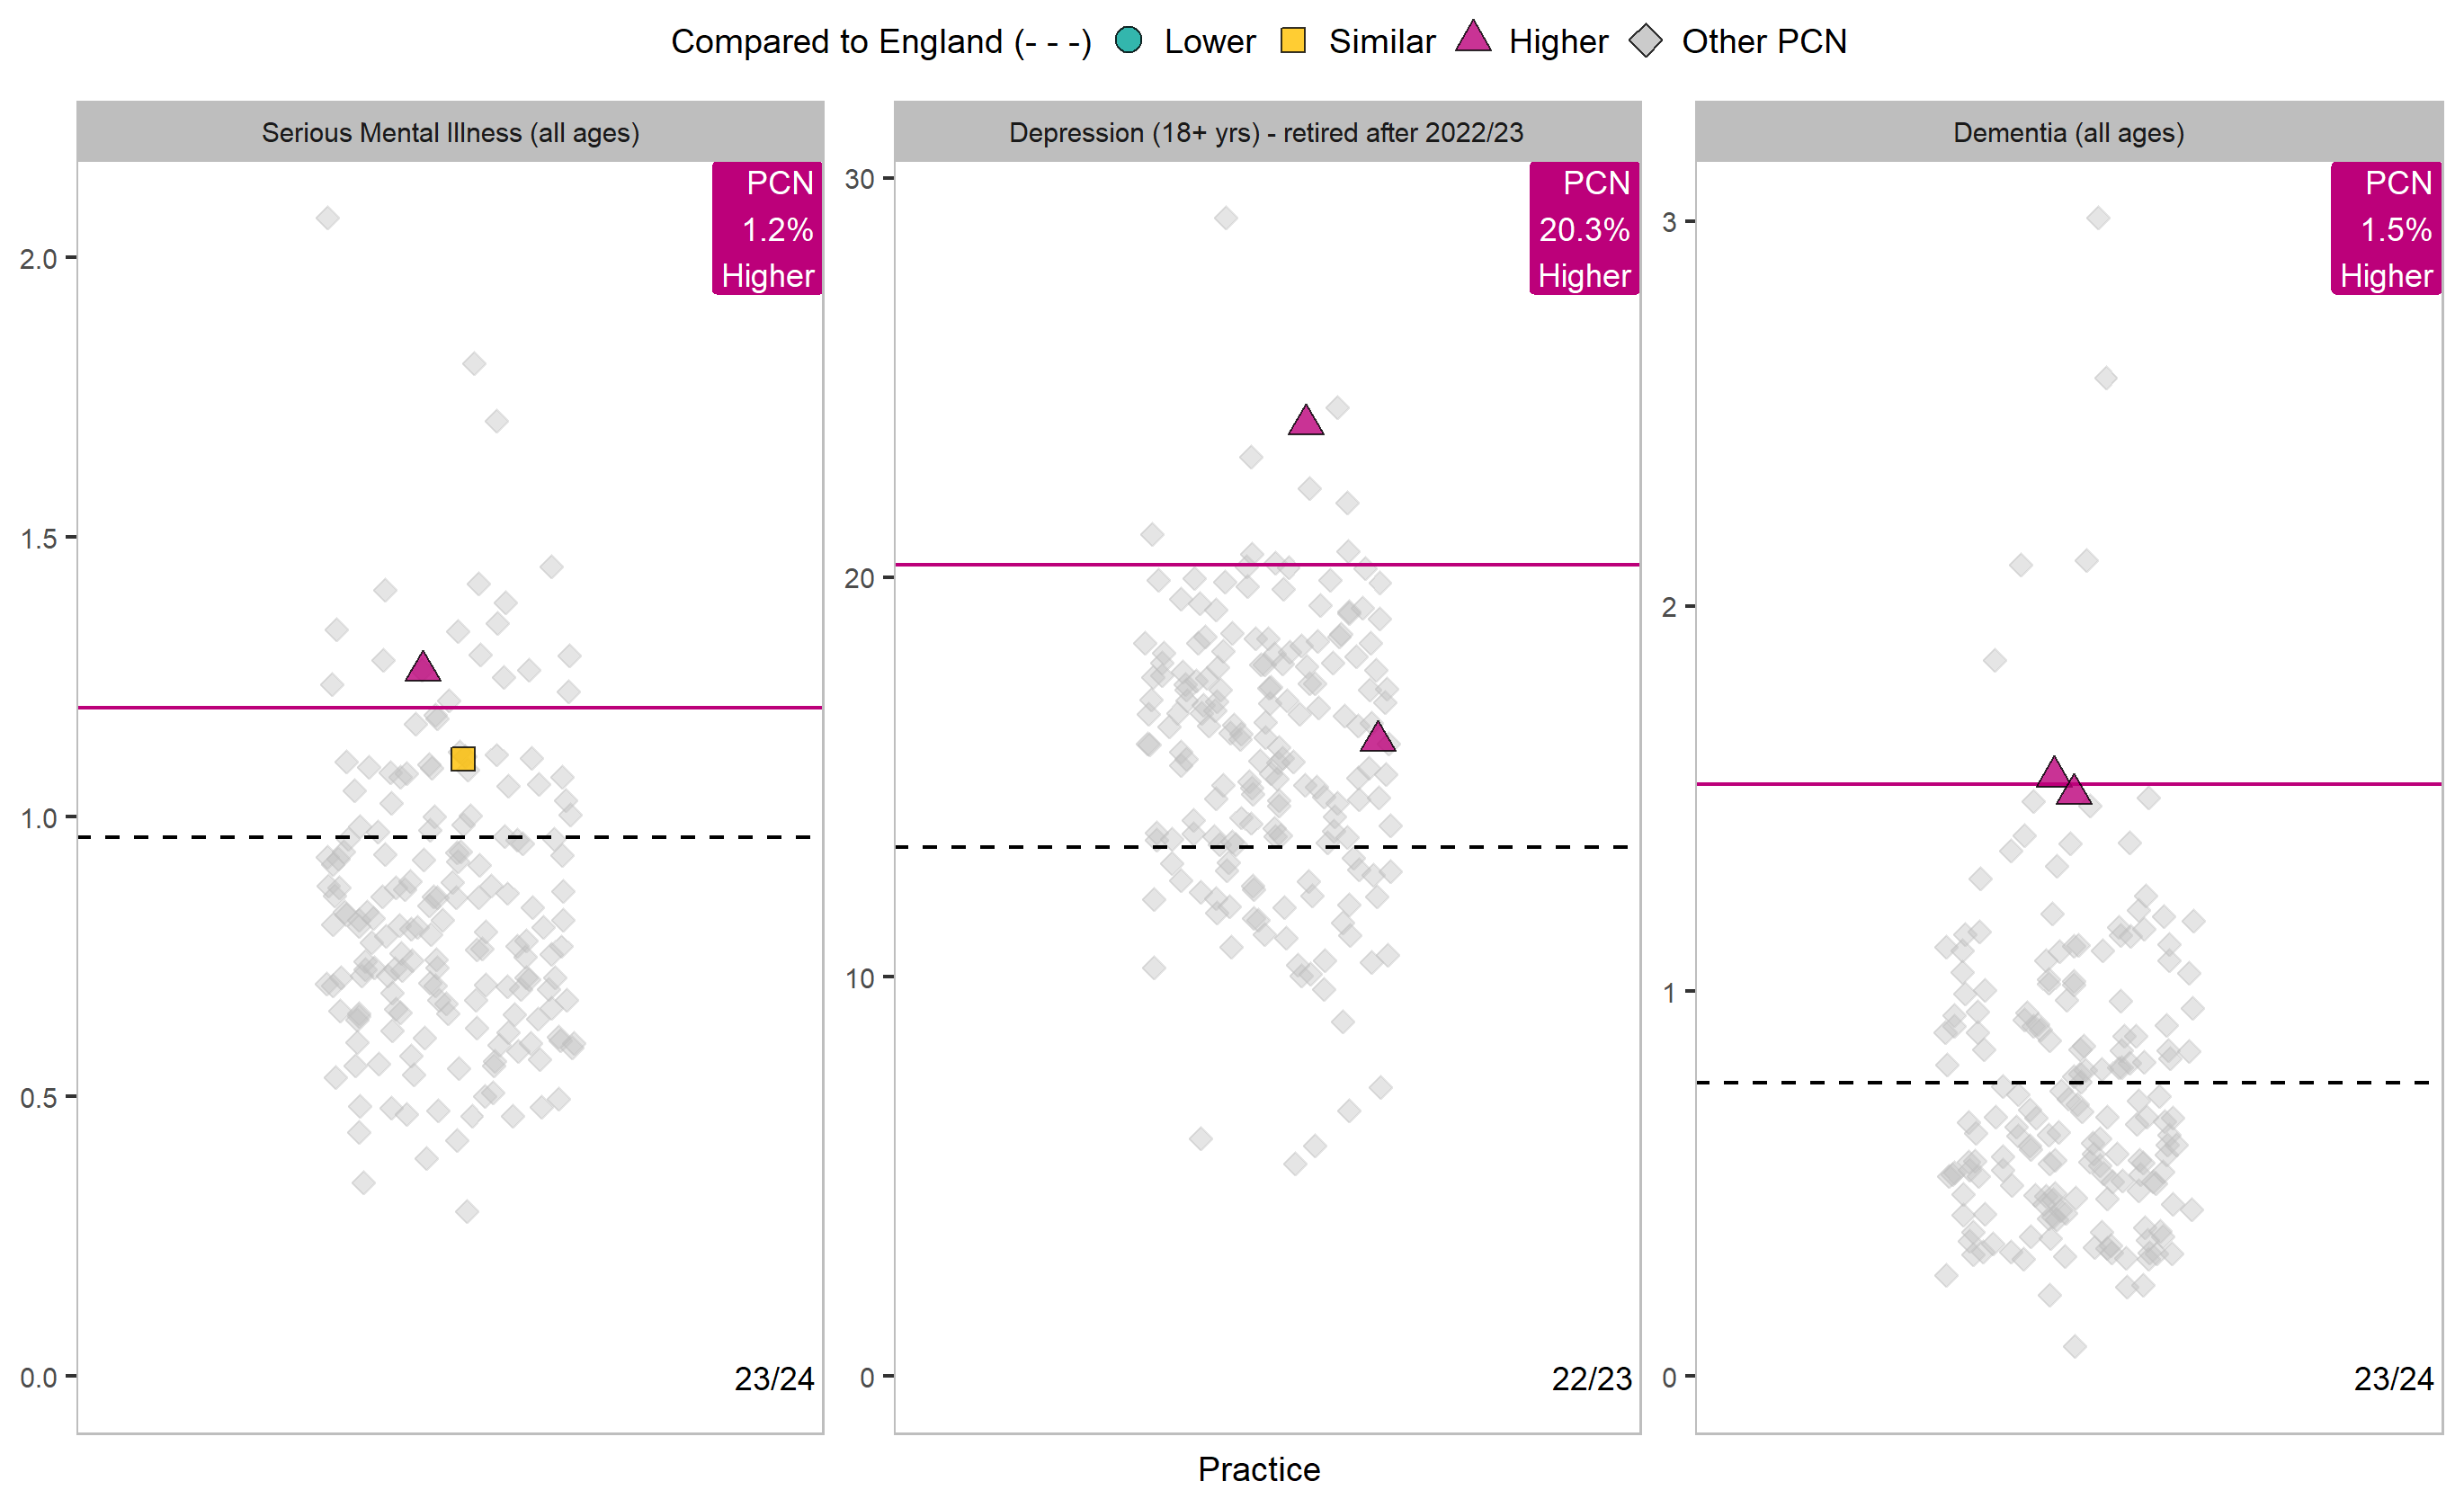 Compared to England (- - -) Lower Similar Higher Other PCN
Serious Mental Illness (all ages)
PCN
1.2%
Higher
2.0
1.5
1.0
0.5
0.0
23/24
Depression (18+ yrs) - retired after 2022/23
PCN
20.3%
Higher
30
20
10
0
22/23
Dementia (all ages)
PCN
1.5%
Higher
3
2
1
0
23/24
Practice